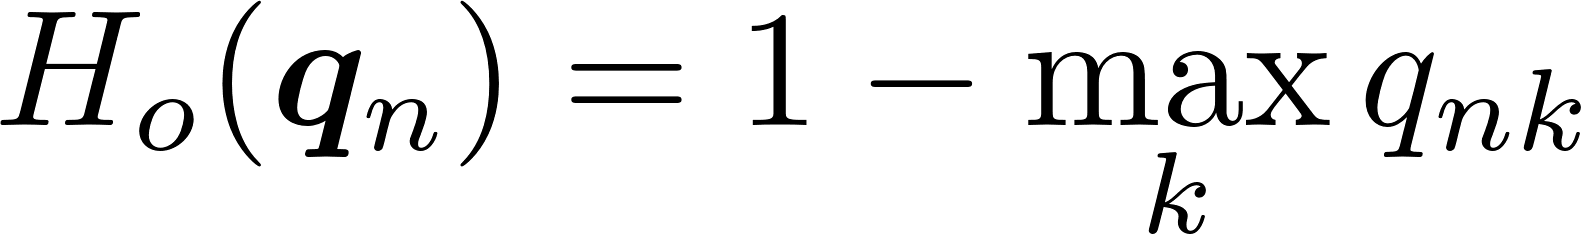 $H_o(\boldsymbol{q}_n) = 1 - \max_k q_{nk}$